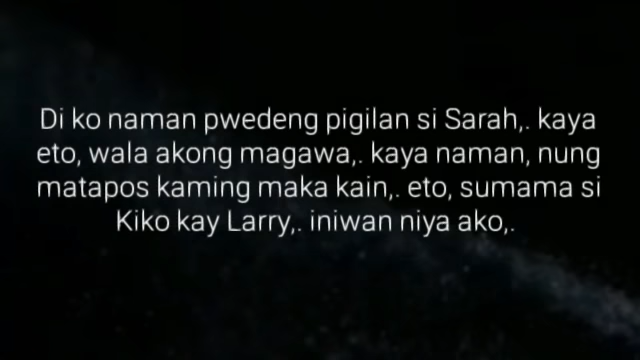 Di ko naman pwedeng pigilan si Sarah,. kaya
eto, wala akong magawa,. kaya naman, nung
matapos kaming maka kain,. eto, sumama si
Kiko kay Larry,. iniwan niya ako,.